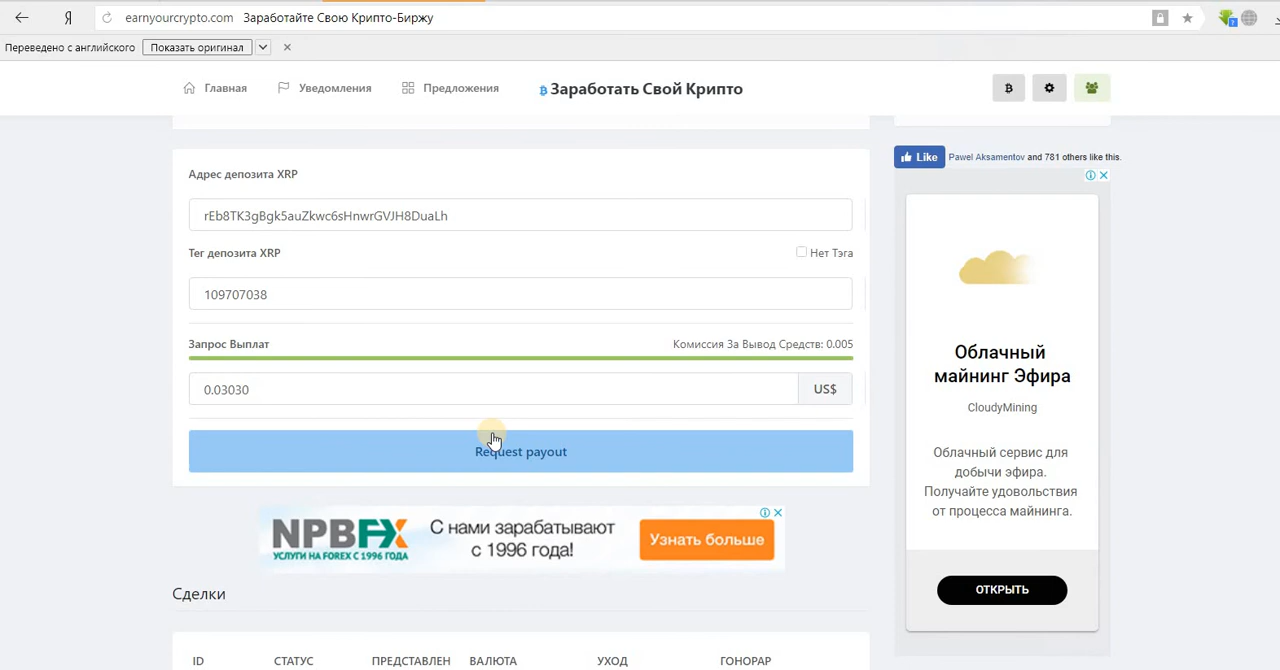 Я earnyourcrypto.com Заработайте Свою Крипто-Биржу
Переведено с английского Показать оригинал
Главная Уведомления Предложения Заработать Свой Крипто
Адрес депозита XRP
rEb8TK3gBgk5auZkwc6sHnwrGVJH8DuaLh
Тег депозита XRP Нет Тэга
109707038
Запрос Выплат Комиссия За Вывод Средств: 0.005
0.03030 US$
Request payout
NPBFX
УСЛУГИ НА FOREX С 1996 ГОДА
С нами зарабатывают
с 1996 года!
Узнать больше
Сделки
ID СТАТУС ПРЕДСТАВЛЕН ВАЛЮТА УХОД ГОНОРАР
Like Pawel Aksamentov and 781 others like this.
Облачный
майнинг Эфира
CloudyMining
Облачный сервис для
добычи эфира.
Получайте удовольствия
от процесса майнинга.
ОТКРЫТЬ